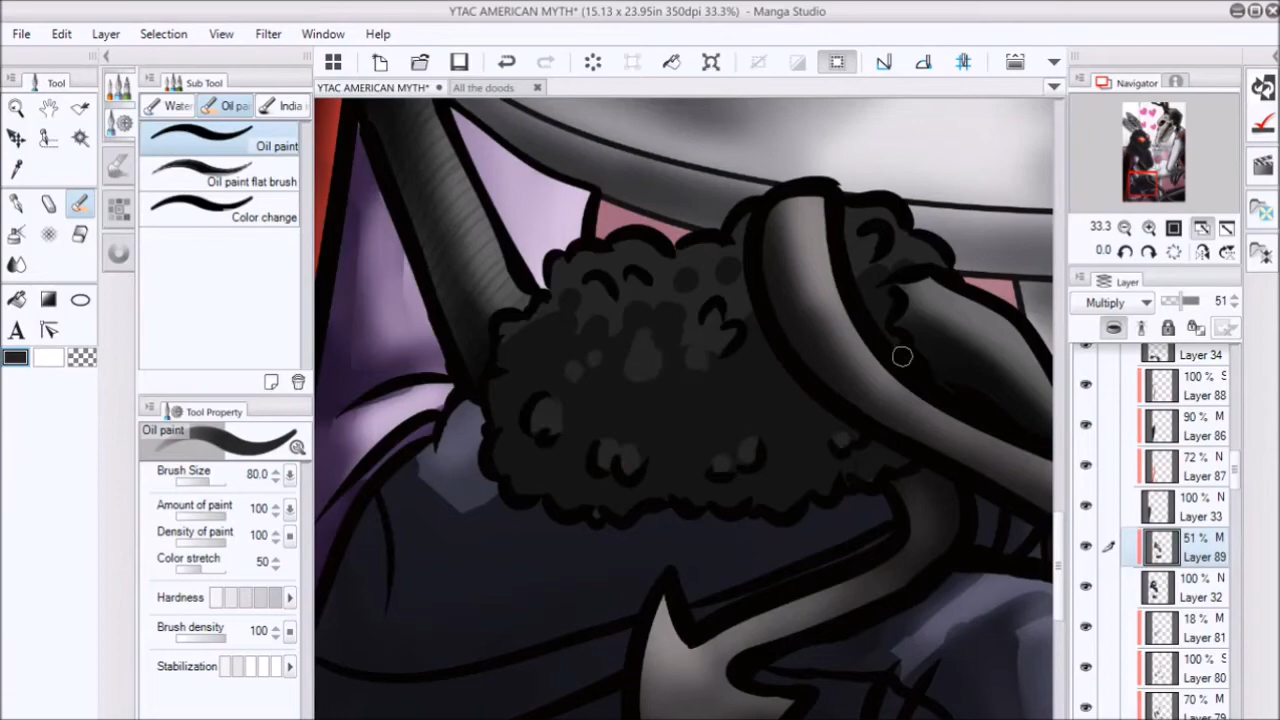 YTAC AMERICAN MYTH* (15.13 x 23.95in 350dpi 33.3%) - Manga Studio
File Edit Layer Selection View Filter Window Help
Tool
Sub Tool
YTAC AMERICAN MYTH*
All the doods
Navigator
Water
Oil pai
India
Oil paint
Oil paint flat brush
Color change
33.3
0.0
Layer
Multiply 51
A
Tool Property
Oil paint
Brush Size 80.0
Amount of paint 100
Density of paint 100
Color stretch 50
Hardness
Brush density 100
Stabilization
Layer 34
100% S
Layer 88
90% M
Layer 86
72% N
Layer 87
100% N
Layer 33
51% M
Layer 89
100% N
Layer 32
18% M
Layer 81
100% S
Layer 80
70% M
Layer 79